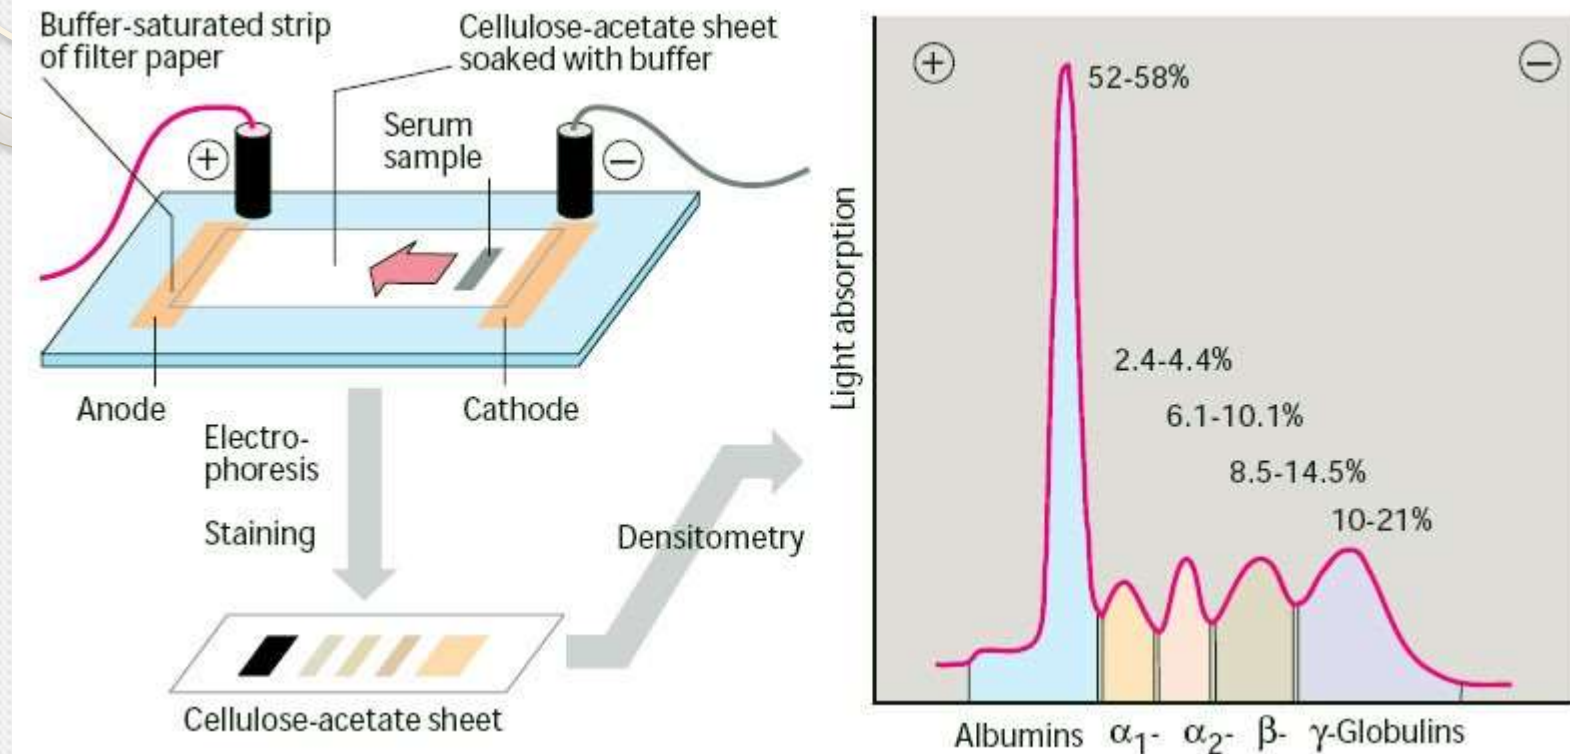 Buffer-saturated strip
of filter paper
Cellulose-acetate sheet
soaked with buffer
Serum
sample
+
−
Anode
Cathode
Electro-
phoresis
Staining
Densitometry
Cellulose-acetate sheet
+
−
52-58%
2.4-4.4%
6.1-10.1%
8.5-14.5%
10-21%
Light absorption
Albumins α1- α2- β- γ-Globulins